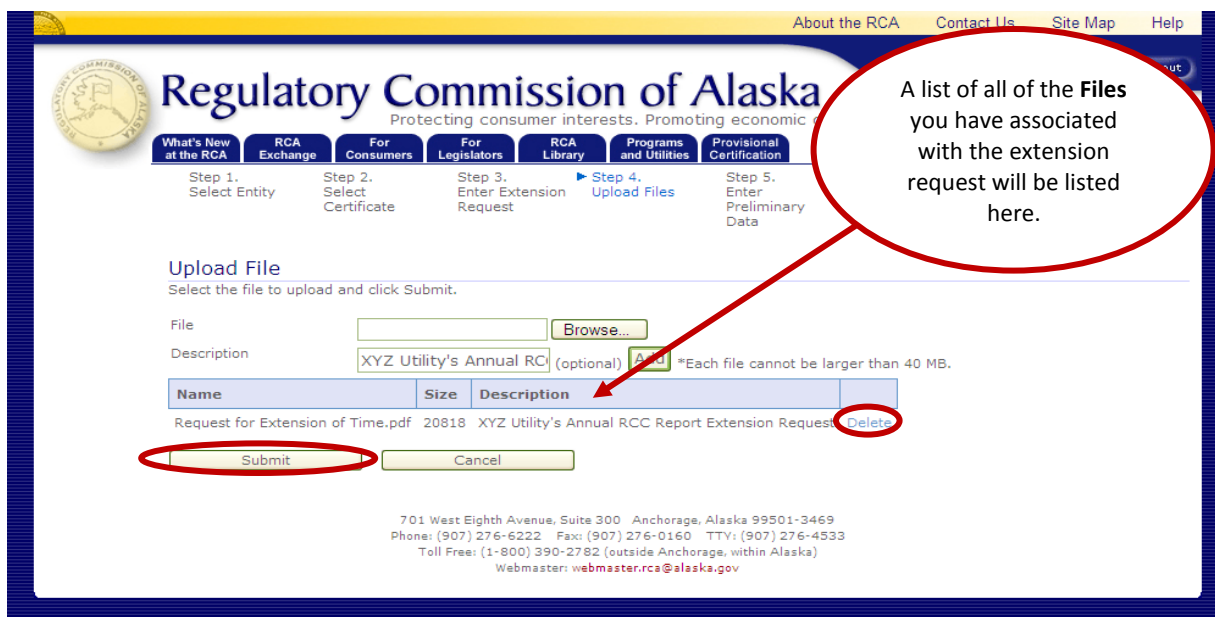 About the RCA Contact Us Site Map Help
Regulatory Commission of Alaska
Protecting consumer interests. Promoting economic
What's New at the RCA
RCA Exchange
For Consumers
For Legislators
RCA Library
Programs and Utilities
Provisional Certification
Step 1.
Select Entity
Step 2.
Select
Certificate
Step 3.
Enter Extension
Request
Step 4.
Upload Files
Step 5.
Enter
Preliminary
Data
A list of all of the Files
you have associated
with the extension
request will be listed
here.
Upload File
Select the file to upload and click Submit.
File Browse...
Description XYZ Utility's Annual RC (optional) Add *Each file cannot be larger than 40 MB.
Name Size Description
Request for Extension of Time.pdf 20818 XYZ Utility's Annual RCC Report Extension Request Delete
Submit Cancel
701 West Eighth Avenue, Suite 300 Anchorage, Alaska 99501-3469
Phone: (907) 276-6222 Fax: (907) 276-0160 TTY: (907) 276-4533
Toll Free: (1-800) 390-2782 (outside Anchorage, within Alaska)
Webmaster: webmaster.rca@alaska.gov